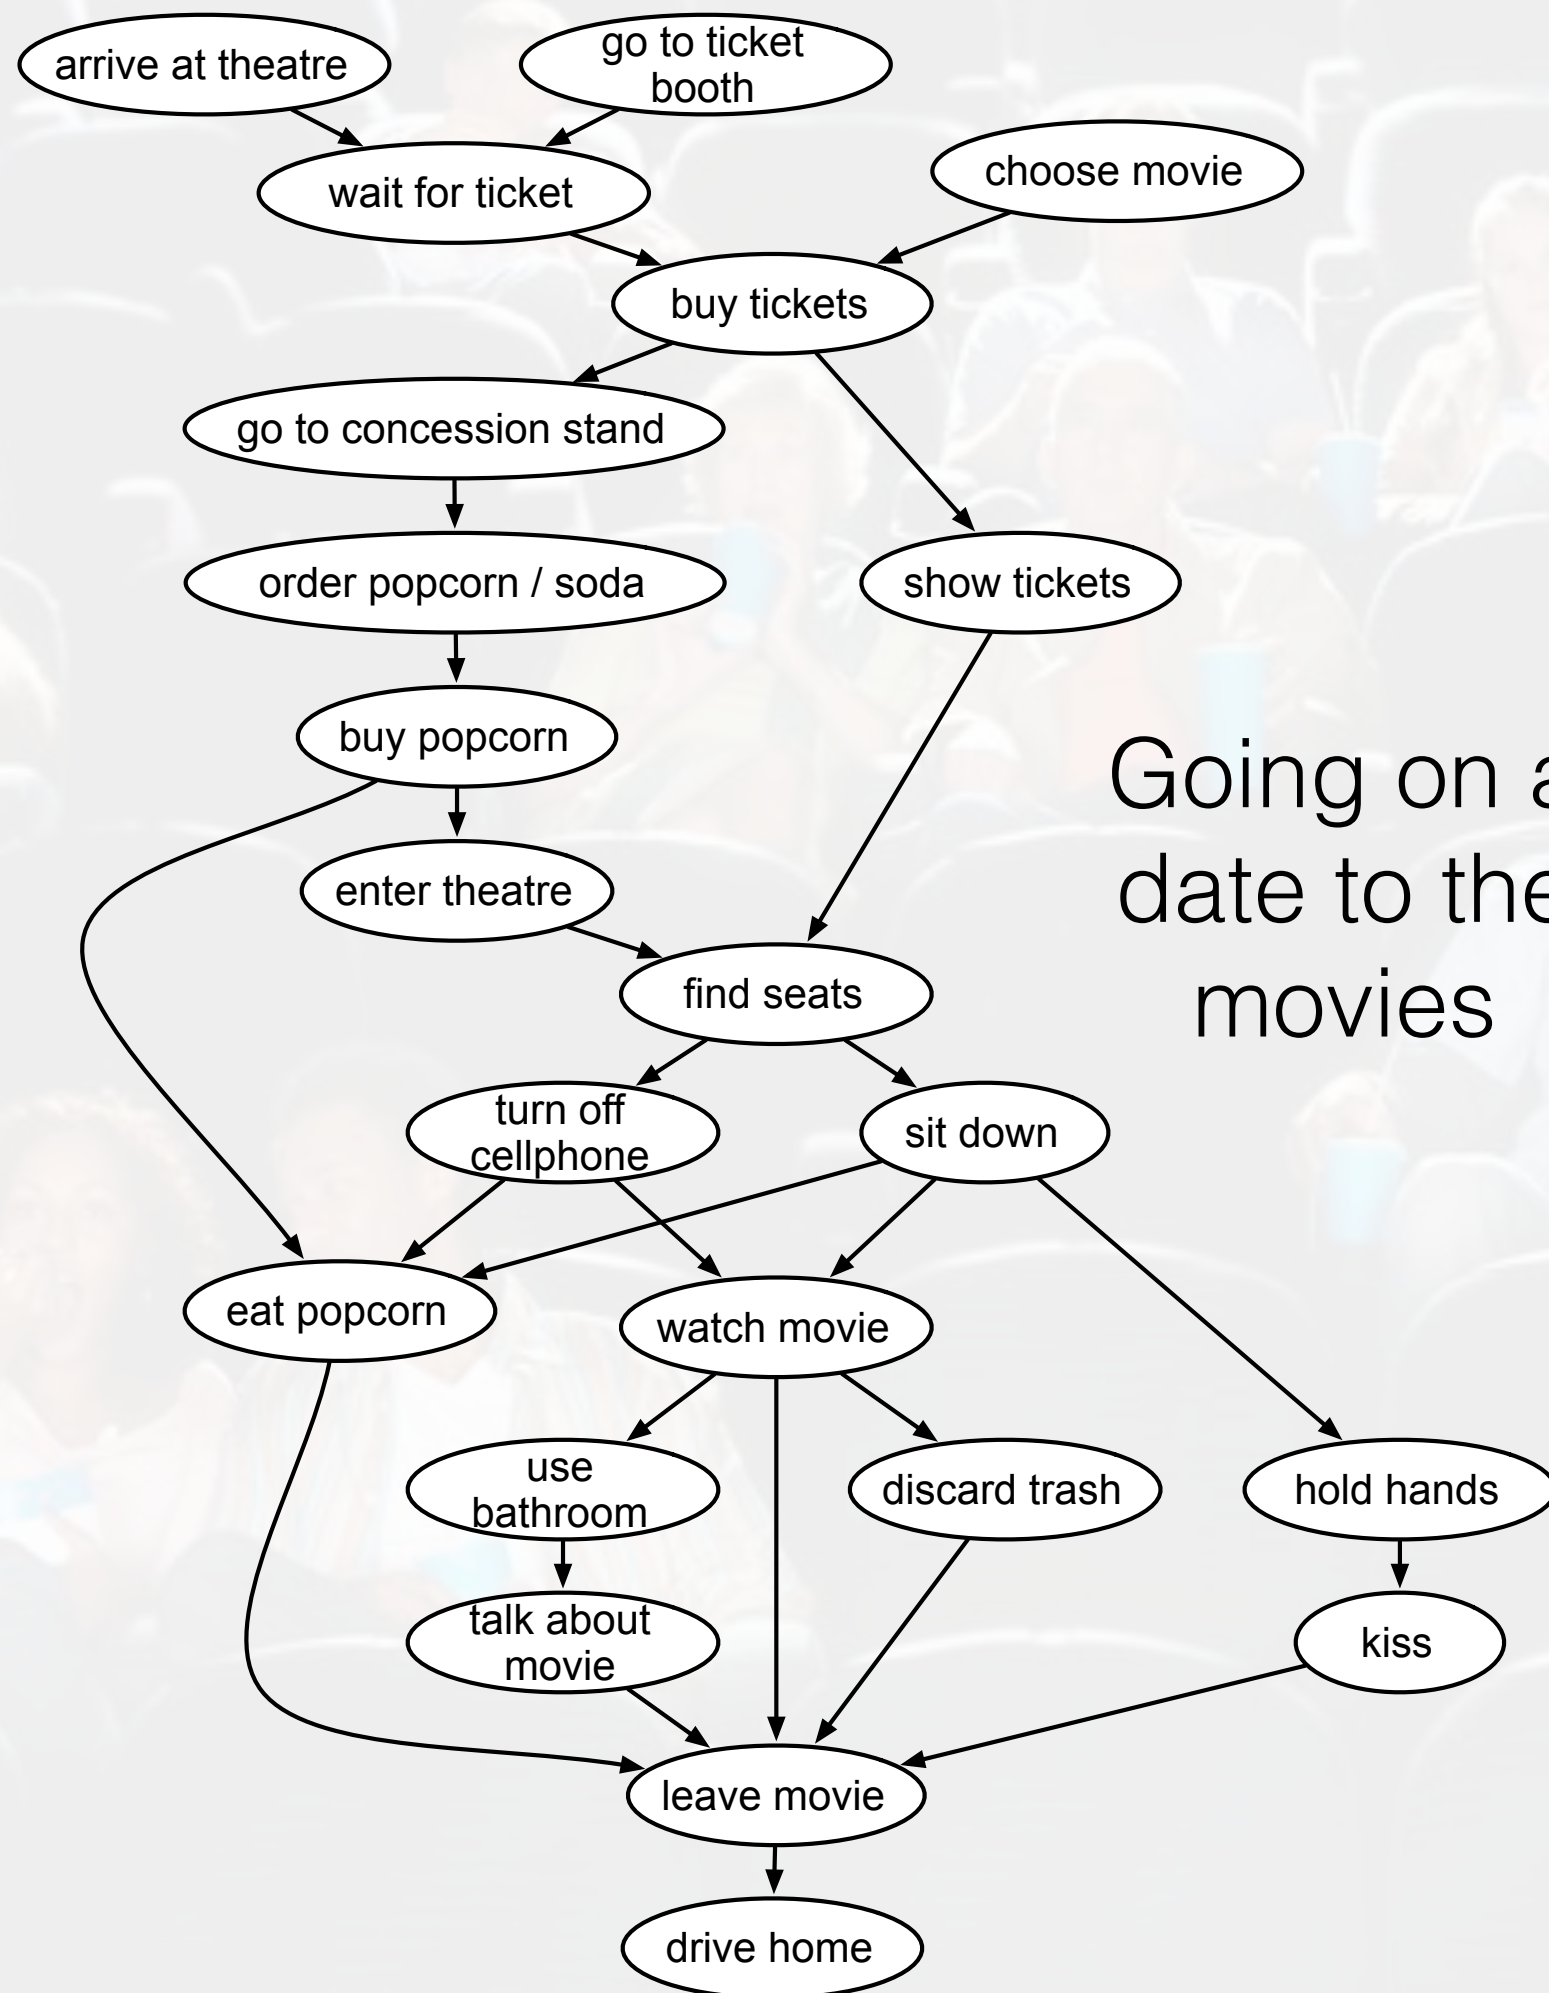 arrive at theatre
go to ticket
booth
wait for ticket
choose movie
buy tickets
go to concession stand
order popcorn / soda
show tickets
buy popcorn
enter theatre
Going on a
date to the
movies
find seats
turn off
cellphone
sit down
eat popcorn
watch movie
use
bathroom
discard trash
hold hands
talk about
movie
kiss
leave movie
drive home